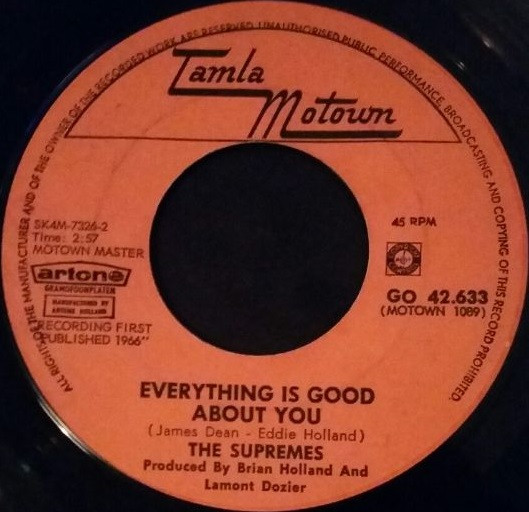 ALL RIGHTS OF THE MANUFACTURER AND OF THE OWNER OF THE RECORDED WORK ARE RESERVED. UNAUTHORISED PUBLIC PERFORMANCE, BROADCASTING AND COPYING OF THIS RECORD PROHIBITED.
Tamla
Motown
SK4M-7326-2
Time: 2:57
MOTOWN MASTER
artone
GRAMOFOONPLATEN
MANUFACTURED BY
ARTONE HOLLAND
RECORDING FIRST
PUBLISHED 1966"
45 RPM
GO 42.633
(MOTOWN 1089)
EVERYTHING IS GOOD
ABOUT YOU
(James Dean - Eddie Holland)
THE SUPREMES
Produced By Brian Holland And
Lamont Dozier